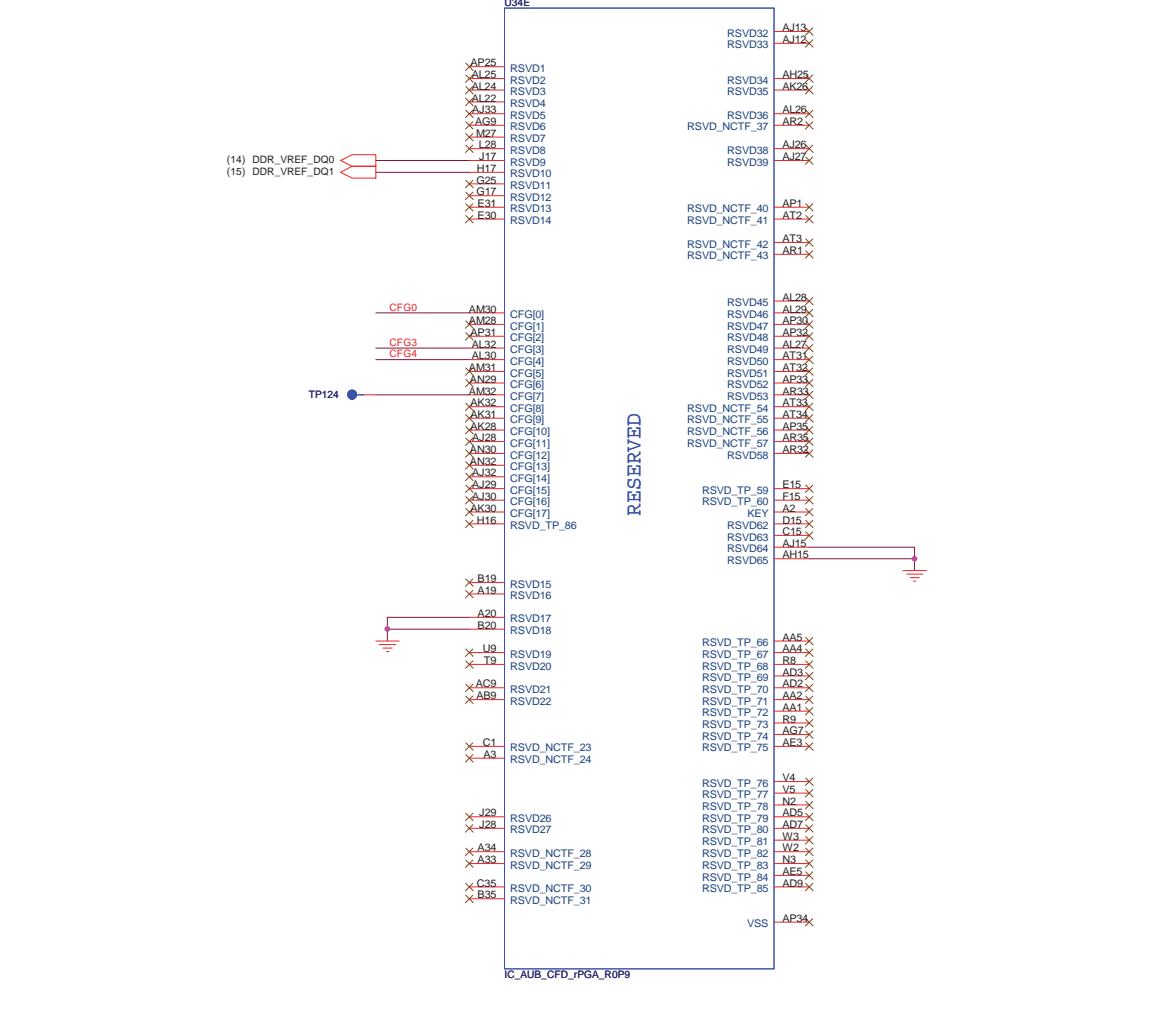 U34E
AP25 RSVD1
AL25 RSVD2
AL24 RSVD3
AL22 RSVD4
AJ33 RSVD5
AG9 RSVD6
M27 RSVD7
L28 RSVD8
(14) DDR_VREF_DQ0 J17 RSVD9
(15) DDR_VREF_DQ1 H17 RSVD10
G25 RSVD11
G17 RSVD12
E31 RSVD13
E30 RSVD14
CFG0 AM30 CFG[0]
AM28 CFG[1]
AP31 CFG[2]
CFG3 AL32 CFG[3]
CFG4 AL30 CFG[4]
AM31 CFG[5]
AN29 CFG[6]
TP124 AM32 CFG[7]
AK32 CFG[8]
AK31 CFG[9]
AK28 CFG[10]
AJ28 CFG[11]
AN30 CFG[12]
AN32 CFG[13]
AJ32 CFG[14]
AJ29 CFG[15]
AJ30 CFG[16]
AK30 CFG[17]
H16 RSVD_TP_86
B19 RSVD15
A19 RSVD16
A20 RSVD17
B20 RSVD18
U9 RSVD19
T9 RSVD20
AC9 RSVD21
AB9 RSVD22
C1 RSVD_NCTF_23
A3 RSVD_NCTF_24
J29 RSVD26
J28 RSVD27
A34 RSVD_NCTF_28
A33 RSVD_NCTF_29
C35 RSVD_NCTF_30
B35 RSVD_NCTF_31
RESERVED
RSVD32 AJ13
RSVD33 AJ12
RSVD34 AH25
RSVD35 AK26
RSVD36 AL26
RSVD_NCTF_37 AR2
RSVD38 AJ26
RSVD39 AJ27
RSVD_NCTF_40 AP1
RSVD_NCTF_41 AT2
RSVD_NCTF_42 AT3
RSVD_NCTF_43 AR1
RSVD45 AL28
RSVD46 AL29
RSVD47 AP30
RSVD48 AP32
RSVD49 AL27
RSVD50 AT31
RSVD51 AT32
RSVD52 AP33
RSVD53 AR33
RSVD_NCTF_54 AT33
RSVD_NCTF_55 AT34
RSVD_NCTF_56 AP35
RSVD_NCTF_57 AR35
RSVD58 AR32
RSVD_TP_59 E15
RSVD_TP_60 F15
KEY A2
RSVD62 D15
RSVD63 C15
RSVD64 AJ15
RSVD65 AH15
RSVD_TP_66 AA5
RSVD_TP_67 AA4
RSVD_TP_68 R8
RSVD_TP_69 AD3
RSVD_TP_70 AD2
RSVD_TP_71 AA2
RSVD_TP_72 AA1
RSVD_TP_73 R9
RSVD_TP_74 AG7
RSVD_TP_75 AE3
RSVD_TP_76 V4
RSVD_TP_77 V5
RSVD_TP_78 N2
RSVD_TP_79 AD5
RSVD_TP_80 AD7
RSVD_TP_81 W3
RSVD_TP_82 W2
RSVD_TP_83 N3
RSVD_TP_84 AE5
RSVD_TP_85 AD9
VSS AP34
IC_AUB_CFD_rPGA_R0P9